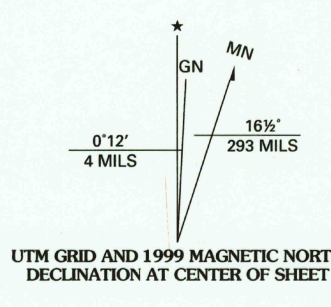 ★
MN
GN
0°12′
4 MILS
16½°
293 MILS
UTM GRID AND 1999 MAGNETIC NORT
DECLINATION AT CENTER OF SHEET